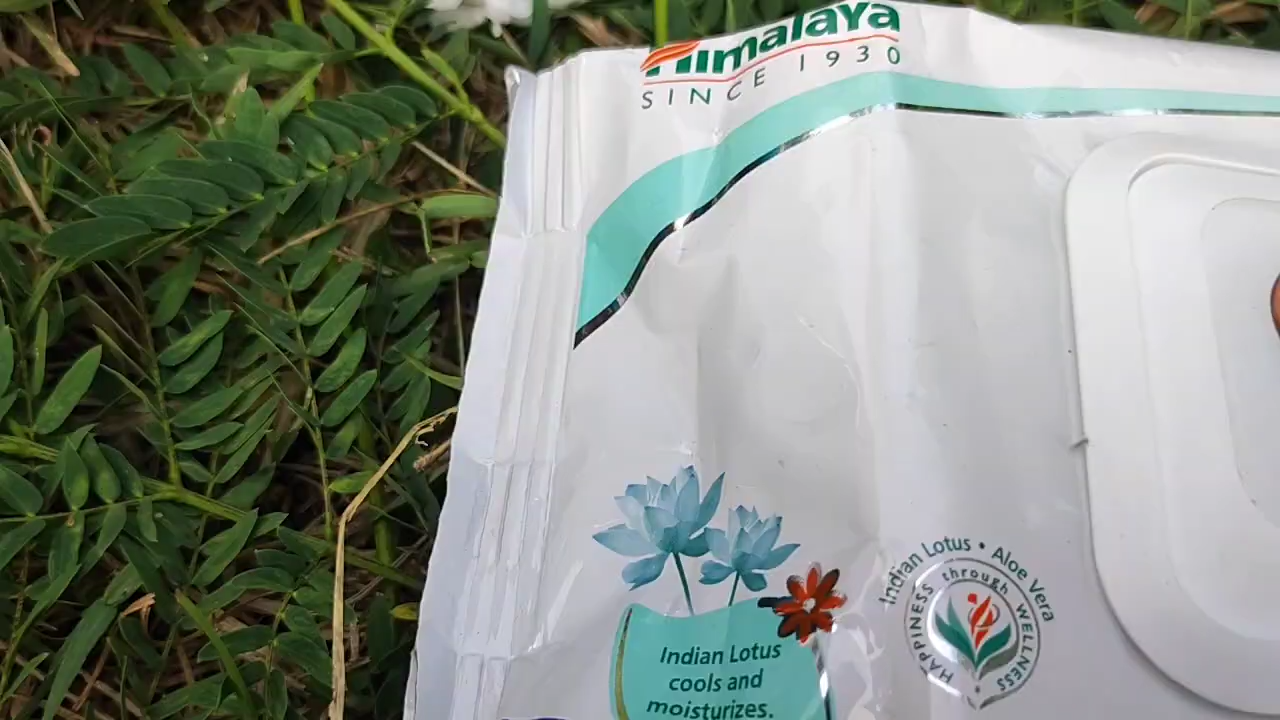 Himalaya
SINCE 1930
Indian Lotus • Aloe Vera
HAPPINESS through WELLNESS
Indian Lotus
cools and
moisturizes.